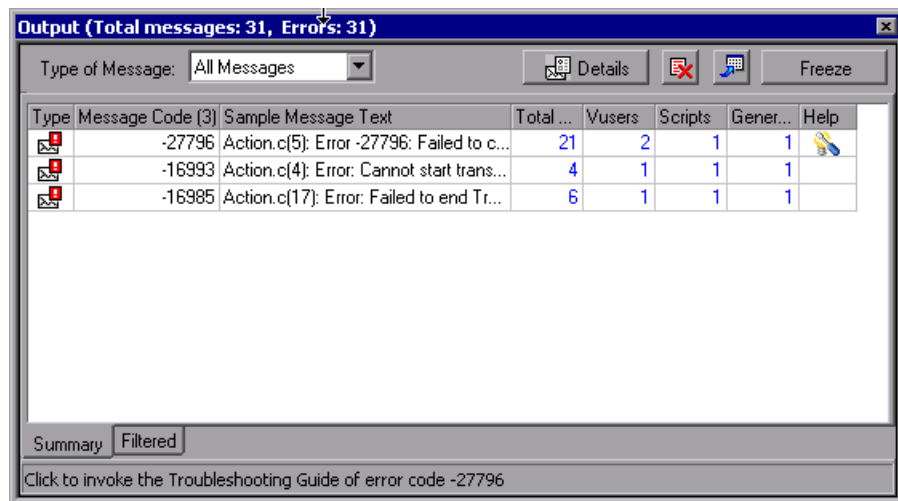 Output (Total messages: 31, Errors: 31)
Type of Message: All Messages Details Freeze
Type Message Code (3) Sample Message Text Total ... Vusers Scripts Gener... Help
-27796 Action.c(5): Error -27796: Failed to c... 21 2 1 1
-16993 Action.c(4): Error: Cannot start trans... 4 1 1 1
-16985 Action.c(17): Error: Failed to end Tr... 6 1 1 1
Summary Filtered
Click to invoke the Troubleshooting Guide of error code -27796